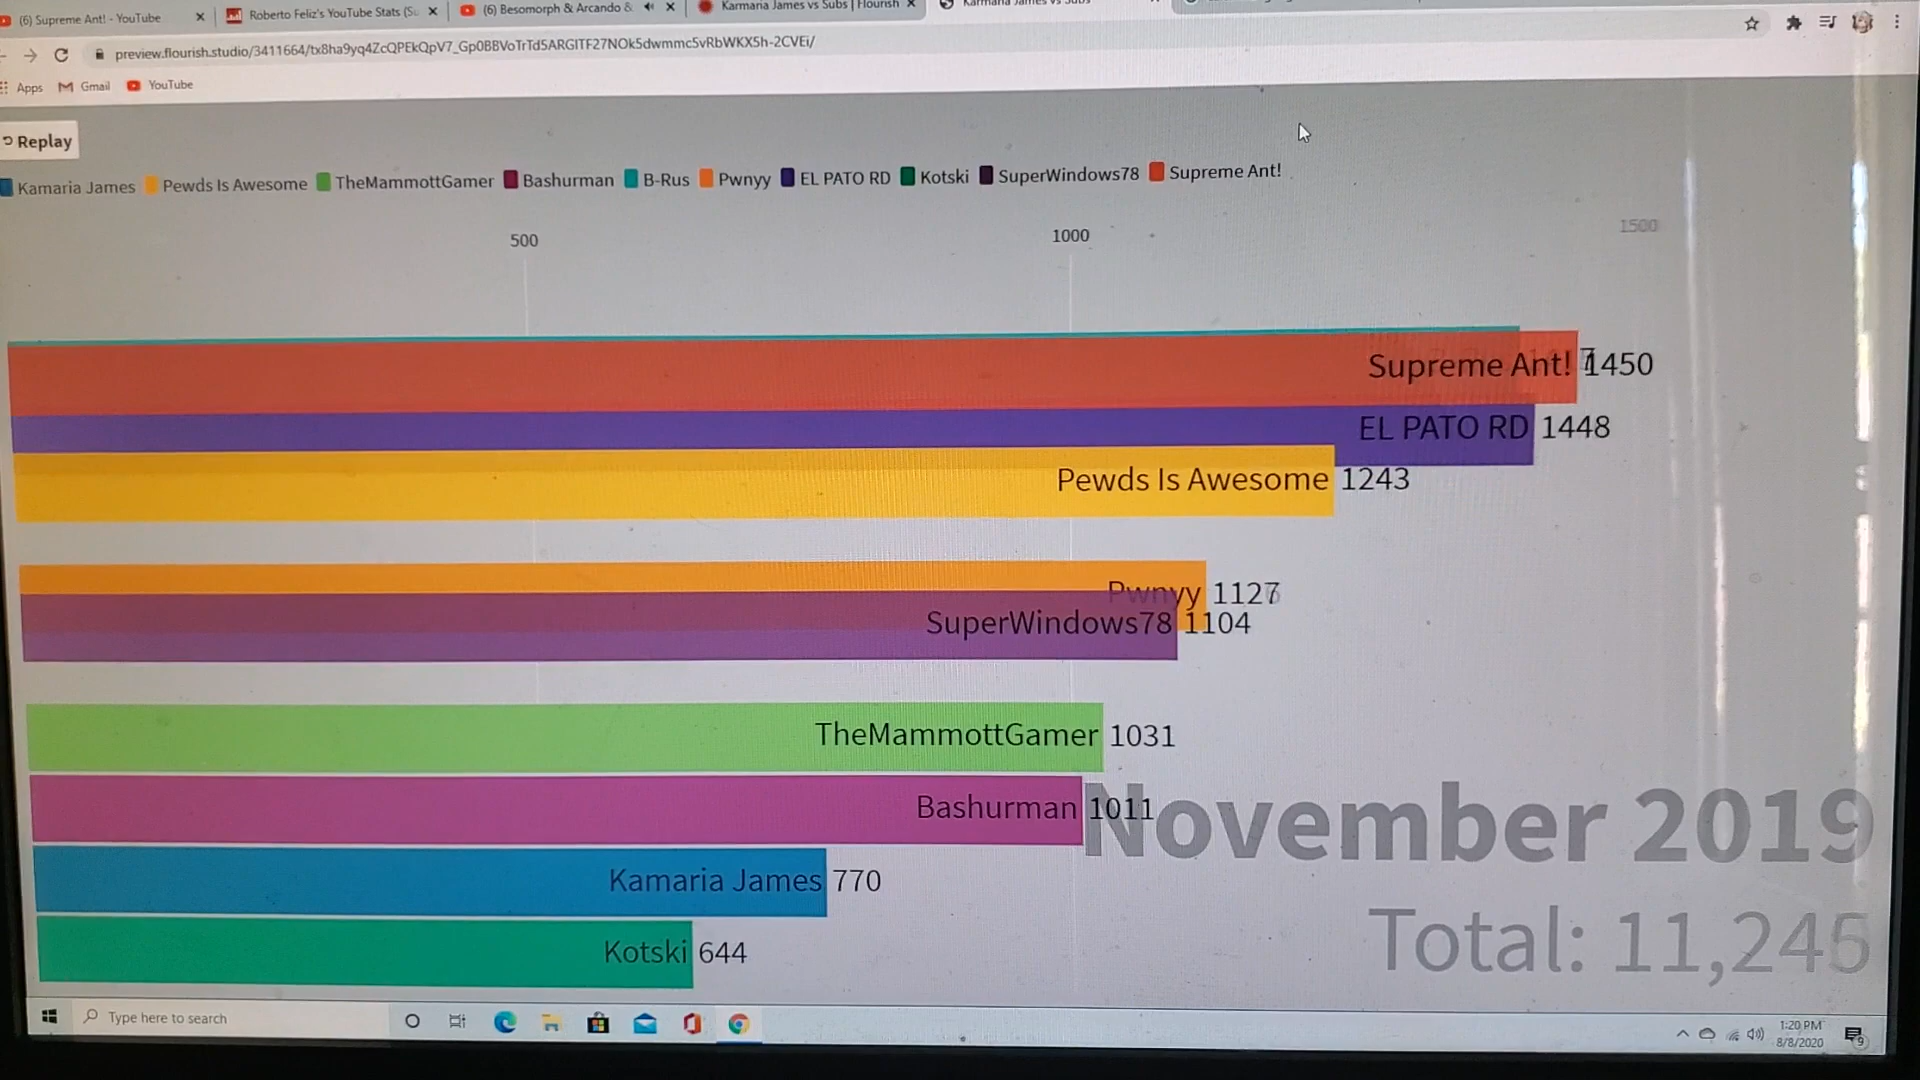 (6) Supreme Ant! - YouTube
Roberto Feliz's YouTube Stats (Su
(6) Besomorph & Arcando &
Karmaria James vs Subs | Flourish
preview.flourish.studio/3411664/
Apps Gmail YouTube
Replay
Kamaria James Pewds Is Awesome TheMammottGamer Bashurman B-Rus Pwnyy EL PATO RD Kotski SuperWindows78 Supreme Ant!
500 1000 1500
Supreme Ant! 1450
EL PATO RD 1448
Pewds Is Awesome 1243
Pwnyy 1127
SuperWindows78 1104
TheMammottGamer 1031
Bashurman 1011
November 2019
Kamaria James 770
Total: 11,245
Kotski 644
Type here to search
1:20 PM
8/8/2020
9